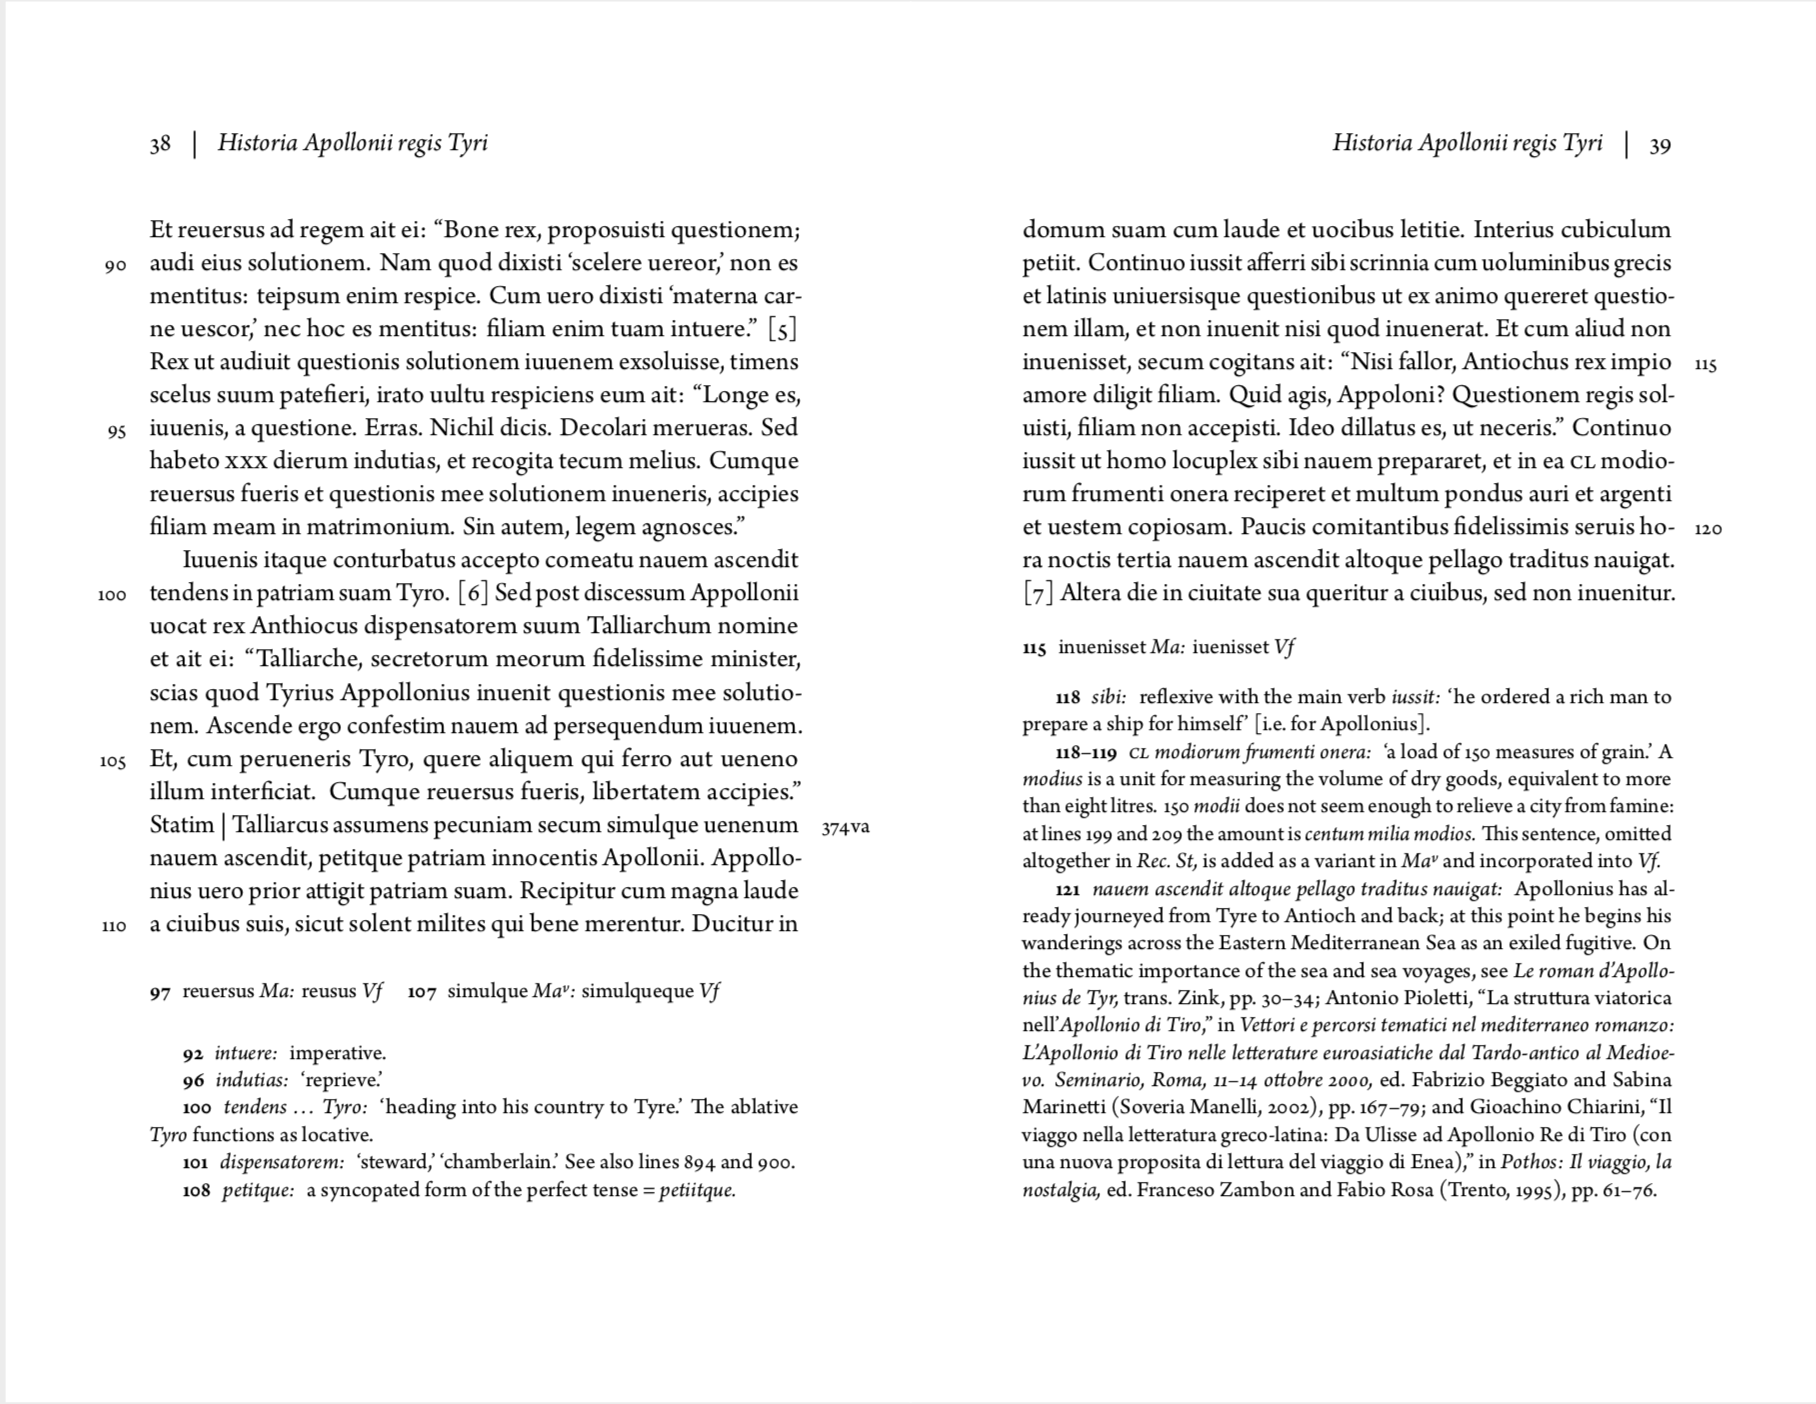 38 | Historia Apollonii regis Tyri
Et reuersus ad regem ait ei: “Bone rex, proposuisti questionem;
90 audi eius solutionem. Nam quod dixisti ‘scelere uereor,’ non es
mentitus: teipsum enim respice. Cum uero dixisti ‘materna car-
ne uescor,’ nec hoc es mentitus: filiam enim tuam intuere.” [5]
Rex ut audiuit questionis solutionem iuuenem exsoluisse, timens
scelus suum patefieri, irato uultu respiciens eum ait: “Longe es,
95 iuuenis, a questione. Erras. Nichil dicis. Decolari merueras. Sed
habeto XXX dierum indutias, et recogita tecum melius. Cumque
reuersus fueris et questionis mee solutionem inueneris, accipies
filiam meam in matrimonium. Sin autem, legem agnosces.”
Iuuenis itaque conturbatus accepto comeatu nauem ascendit
100 tendens in patriam suam Tyro. [6] Sed post discessum Appollonii
uocat rex Anthiocus dispensatorem suum Talliarchum nomine
et ait ei: “Talliarche, secretorum meorum fidelissime minister,
scias quod Tyrius Appollonius inuenit questionis mee solutio-
nem. Ascende ergo confestim nauem ad persequendum iuuenem.
105 Et, cum perueneris Tyro, quere aliquem qui ferro aut ueneno
illum interficiat. Cumque reuersus fueris, libertatem accipies.”
Statim | Talliarcus assumens pecuniam secum simulque uenenum 374va
nauem ascendit, petitque patriam innocentis Apollonii. Appollo-
nius uero prior attigit patriam suam. Recipitur cum magna laude
110 a ciuibus suis, sicut solent milites qui bene merentur. Ducitur in
97 reuersus Ma: reusus Vf 107 simulque Maᵛ: simulqueque Vf
92 intuere: imperative.
96 indutias: ‘reprieve.’
100 tendens … Tyro: ‘heading into his country to Tyre.’ The ablative
Tyro functions as locative.
101 dispensatorem: ‘steward,’ ‘chamberlain.’ See also lines 894 and 900.
108 petitque: a syncopated form of the perfect tense = petiitque.
Historia Apollonii regis Tyri | 39
domum suam cum laude et uocibus letitie. Interius cubiculum
petiit. Continuo iussit afferri sibi scrinnia cum uoluminibus grecis
et latinis uniuersisque questionibus ut ex animo quereret questio-
nem illam, et non inuenit nisi quod inuenerat. Et cum aliud non
inuenisset, secum cogitans ait: “Nisi fallor, Antiochus rex impio 115
amore diligit filiam. Quid agis, Appoloni? Questionem regis sol-
uisti, filiam non accepisti. Ideo dillatus es, ut neceris.” Continuo
iussit ut homo locuplex sibi nauem prepararet, et in ea CL modio-
rum frumenti onera reciperet et multum pondus auri et argenti
et uestem copiosam. Paucis comitantibus fidelissimis seruis ho- 120
ra noctis tertia nauem ascendit altoque pellago traditus nauigat.
[7] Altera die in ciuitate sua queritur a ciuibus, sed non inuenitur.
115 inuenisset Ma: iuenisset Vf
118 sibi: reflexive with the main verb iussit: ‘he ordered a rich man to
prepare a ship for himself’ [i.e. for Apollonius].
118–119 CL modiorum frumenti onera: ‘a load of 150 measures of grain.’ A
modius is a unit for measuring the volume of dry goods, equivalent to more
than eight litres. 150 modii does not seem enough to relieve a city from famine:
at lines 199 and 209 the amount is centum milia modios. This sentence, omitted
altogether in Rec. St, is added as a variant in Maᵛ and incorporated into Vf.
121 nauem ascendit altoque pellago traditus nauigat: Apollonius has al-
ready journeyed from Tyre to Antioch and back; at this point he begins his
wanderings across the Eastern Mediterranean Sea as an exiled fugitive. On
the thematic importance of the sea and sea voyages, see Le roman d’Apollo-
nius de Tyr, trans. Zink, pp. 30–34; Antonio Pioletti, “La struttura viatorica
nell’Apollonio di Tiro,” in Vettori e percorsi tematici nel mediterraneo romanzo:
L’Apollonio di Tiro nelle letterature euroasiatiche dal Tardo-antico al Medioe-
vo. Seminario, Roma, 11–14 ottobre 2000, ed. Fabrizio Beggiato and Sabina
Marinetti (Soveria Manelli, 2002), pp. 167–79; and Gioachino Chiarini, “Il
viaggo nella letteratura greco-latina: Da Ulisse ad Apollonio Re di Tiro (con
una nuova proposita di lettura del viaggio di Enea),” in Pothos: Il viaggio, la
nostalgia, ed. Franceso Zambon and Fabio Rosa (Trento, 1995), pp. 61–76.